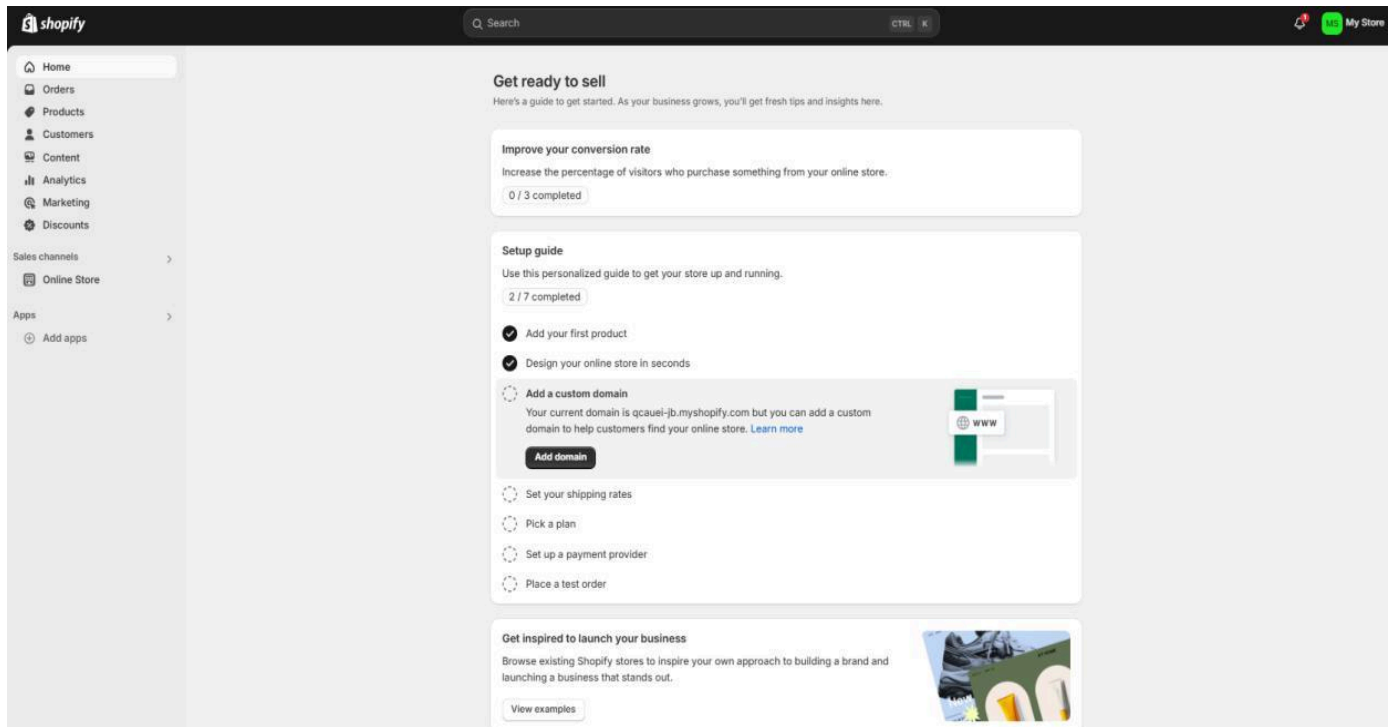 shopify
Search
CTRL K
1
MS My Store
Home
Orders
Products
Customers
Content
Analytics
Marketing
Discounts
Sales channels
Online Store
Apps
Add apps
Get ready to sell
Here's a guide to get started. As your business grows, you'll get fresh tips and insights here.
Improve your conversion rate
Increase the percentage of visitors who purchase something from your online store.
0 / 3 completed
Setup guide
Use this personalized guide to get your store up and running.
2 / 7 completed
Add your first product
Design your online store in seconds
Add a custom domain
Your current domain is qcauei-jb.myshopify.com but you can add a custom
domain to help customers find your online store. Learn more
Add domain
www
Set your shipping rates
Pick a plan
Set up a payment provider
Place a test order
Get inspired to launch your business
Browse existing Shopify stores to inspire your own approach to building a brand and
launching a business that stands out.
View examples
New